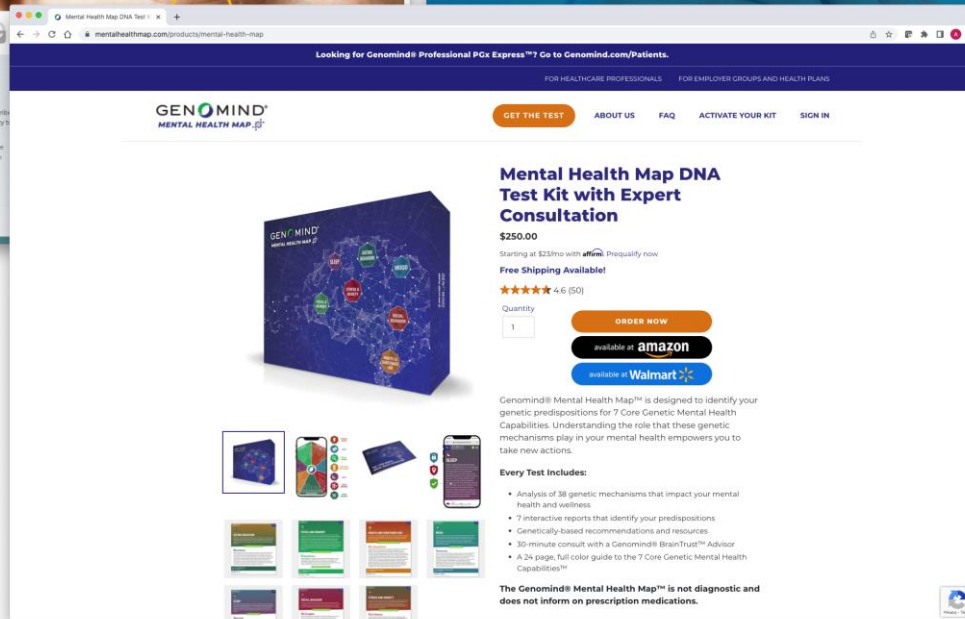 Mental Health Map DNA Test K
mentalhealthmap.com/products/mental-health-map
Looking for Genomind® Professional PGx Express™? Go to Genomind.com/Patients.
FOR HEALTHCARE PROFESSIONALS FOR EMPLOYER GROUPS AND HEALTH PLANS
GENOMIND®
MENTAL HEALTH MAP
GET THE TEST ABOUT US FAQ ACTIVATE YOUR KIT SIGN IN
Mental Health Map DNA
Test Kit with Expert
Consultation
$250.00
Starting at $23/mo with affirm. Prequalify now
Free Shipping Available!
4.6 (50)
Quantity
1
ORDER NOW
available at amazon
available at Walmart
GENOMIND®
MENTAL HEALTH MAP
SLEEP
MOOD
STRESS &
ANXIETY
SOCIAL
BEHAVIOR
Genomind® Mental Health Map™ is designed to identify your
genetic predispositions for 7 Core Genetic Mental Health
Capabilities. Understanding the role that these genetic
mechanisms play in your mental health empowers you to
take new actions.
Every Test Includes:
• Analysis of 38 genetic mechanisms that impact your mental
health and wellness
• 7 interactive reports that identify your predispositions
• Genetically-based recommendations and resources
• 30-minute consult with a Genomind® BrainTrust™ Advisor
• A 24 page, full color guide to the 7 Core Genetic Mental Health
Capabilities™
The Genomind® Mental Health Map™ is not diagnostic and
does not inform on prescription medications.
SLEEP